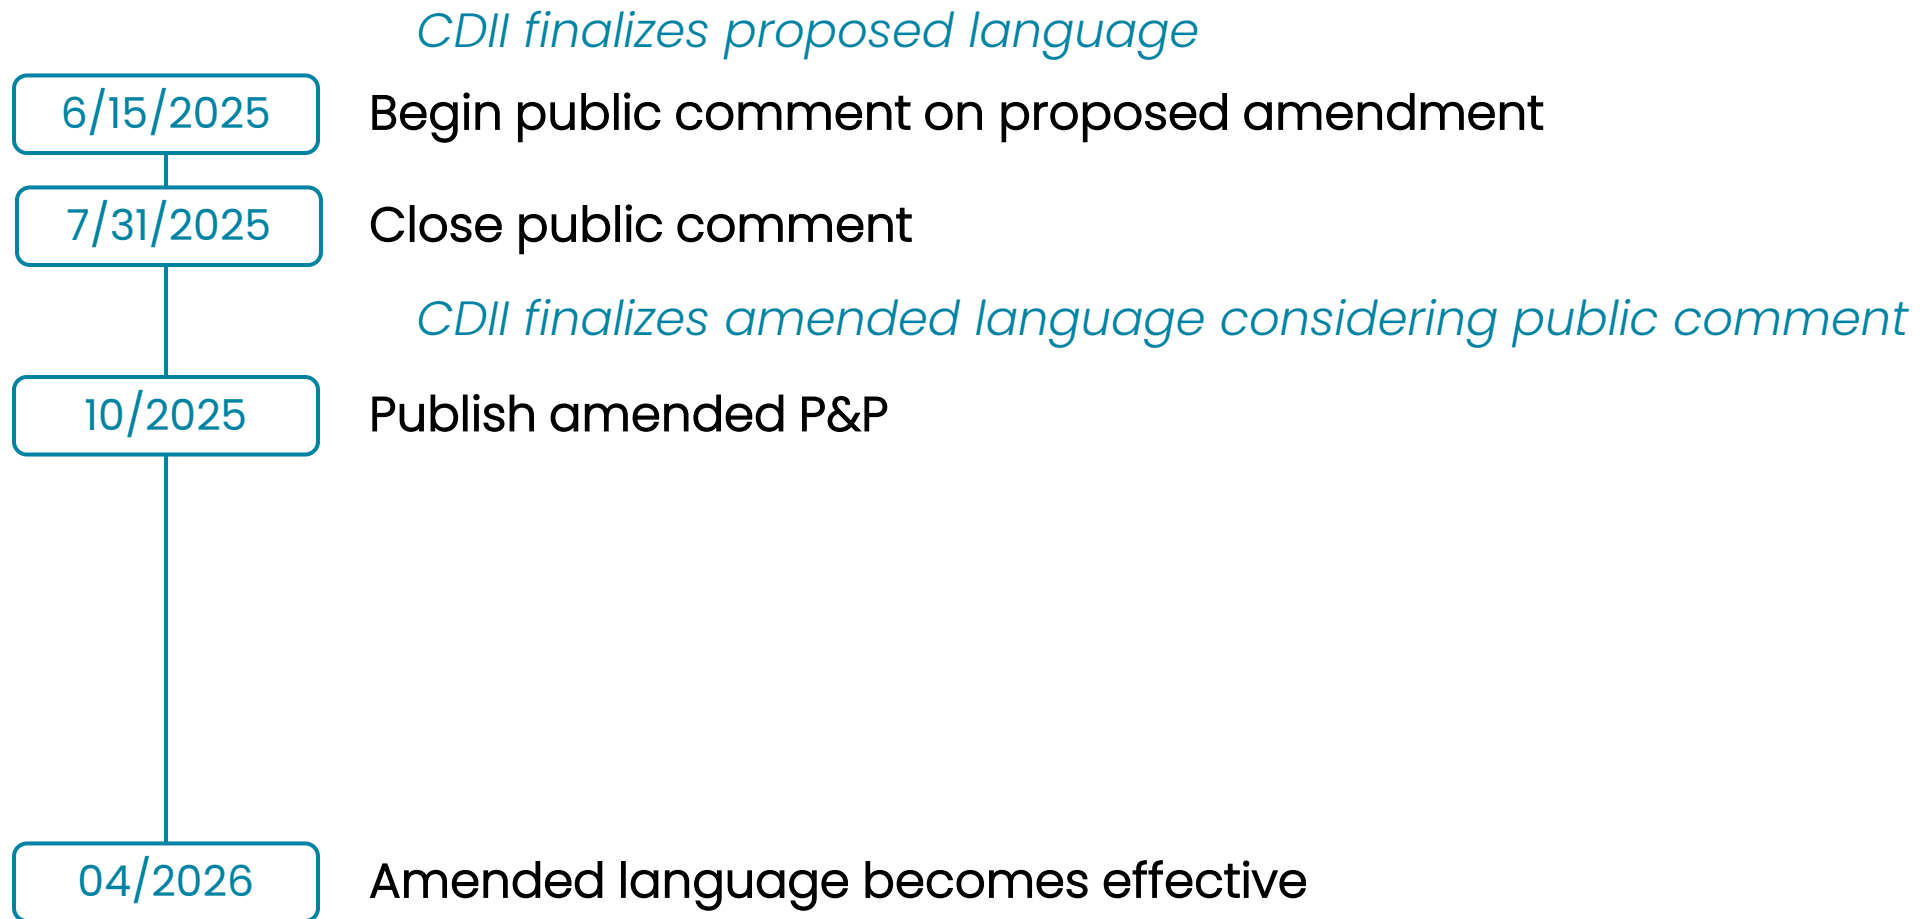 CDII finalizes proposed language
6/15/2025 Begin public comment on proposed amendment
7/31/2025 Close public comment
CDII finalizes amended language considering public comment
10/2025 Publish amended P&P
04/2026 Amended language becomes effective